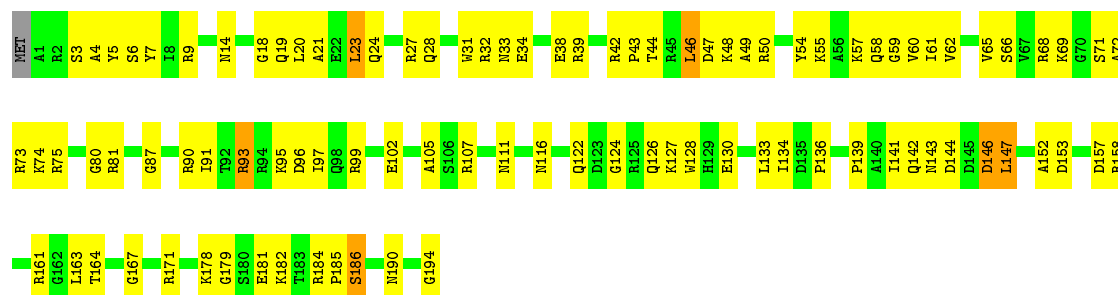 MET A1 R2 S3 A4 Y5 S6 Y7 I8 R9 N14 G18 Q19 L20 A21 E22 L23 Q24 R27 Q28 W31 R32 N33 E34 E38 R39 R42 P43 T44 R45 L46 D47 K48 A49 R50 Y54 K55 A56 K57 Q58 G59 V60 I61 V62 V65 S66 V67 R68 K69 G70 S71 A72
R73 K74 R75 G80 R81 G87 R90 I91 T92 R93 R94 K95 D96 I97 Q98 R99 E102 A105 S106 R107 N111 N116 Q122 D123 G124 R125 Q126 K127 W128 H129 E130 L133 I134 D135 P136 P139 A140 I141 Q142 N143 D144 D145 D146 L147 A152 D153 D157 R158
R161 G162 L163 T164 G167 R171 K178 G179 S180 E181 K182 T183 R184 P185 S186 N190 G194